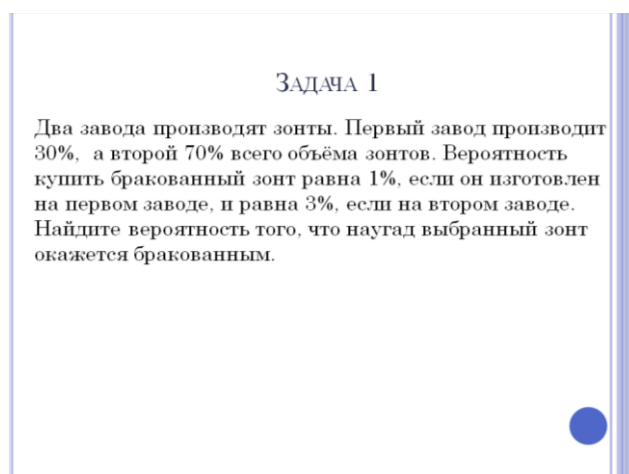 Задача 1
Два завода производят зонты. Первый завод производит
30%, а второй 70% всего объёма зонтов. Вероятность
купить бракованный зонт равна 1%, если он изготовлен
на первом заводе, и равна 3%, если на втором заводе.
Найдите вероятность того, что наугад выбранный зонт
окажется бракованным.